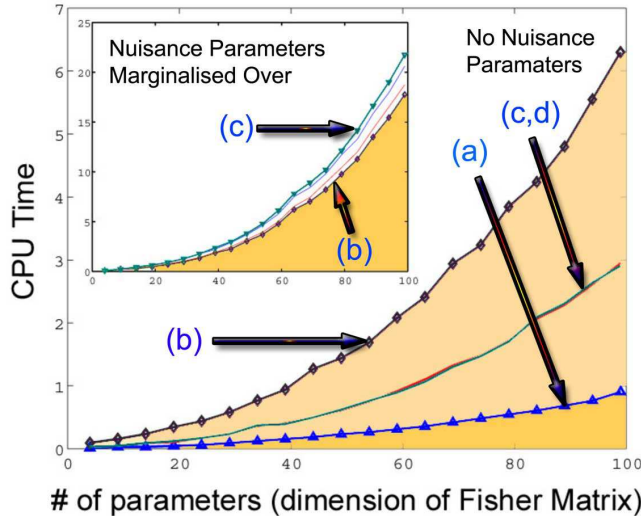 7
6
5
4
3
2
1
0
CPU Time
0
20
40
60
80
100
# of parameters (dimension of Fisher Matrix)
25
20
15
10
5
0
0
20
40
60
80
100
Nuisance Parameters
Marginalised Over
(c)
(b)
No Nuisance
Paramaters
(c,d)
(a)
(b)